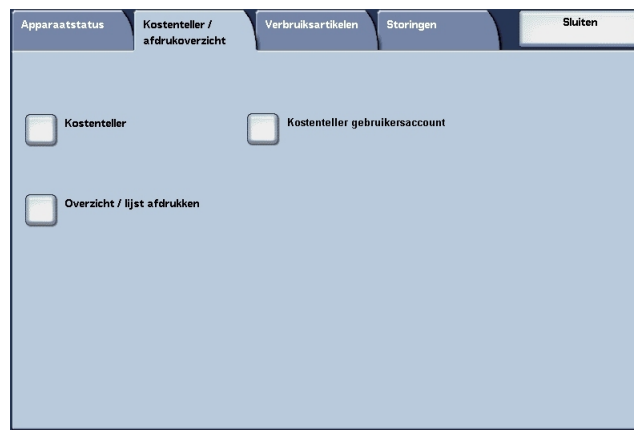 Apparaatstatus
Kostenteller /
afdrukoverzicht
Verbruiksartikelen
Storingen
Sluiten
Kostenteller
Kostenteller gebruikersaccount
Overzicht / lijst afdrukken